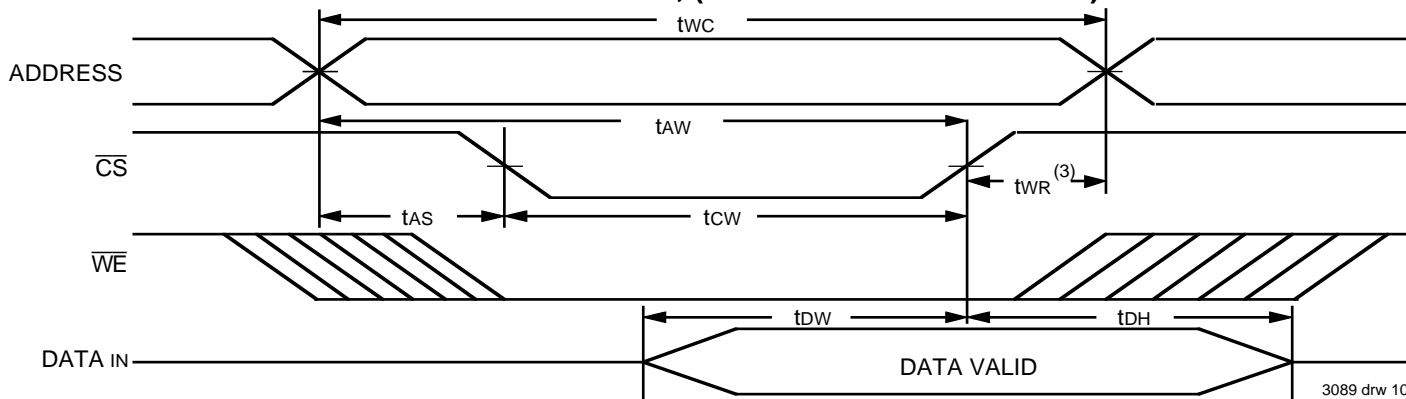 tWC
ADDRESS
tAW
CS
tWR (3)
tAS
tCW
WE
tDW
tDH
DATA IN
DATA VALID
3089 drw 10